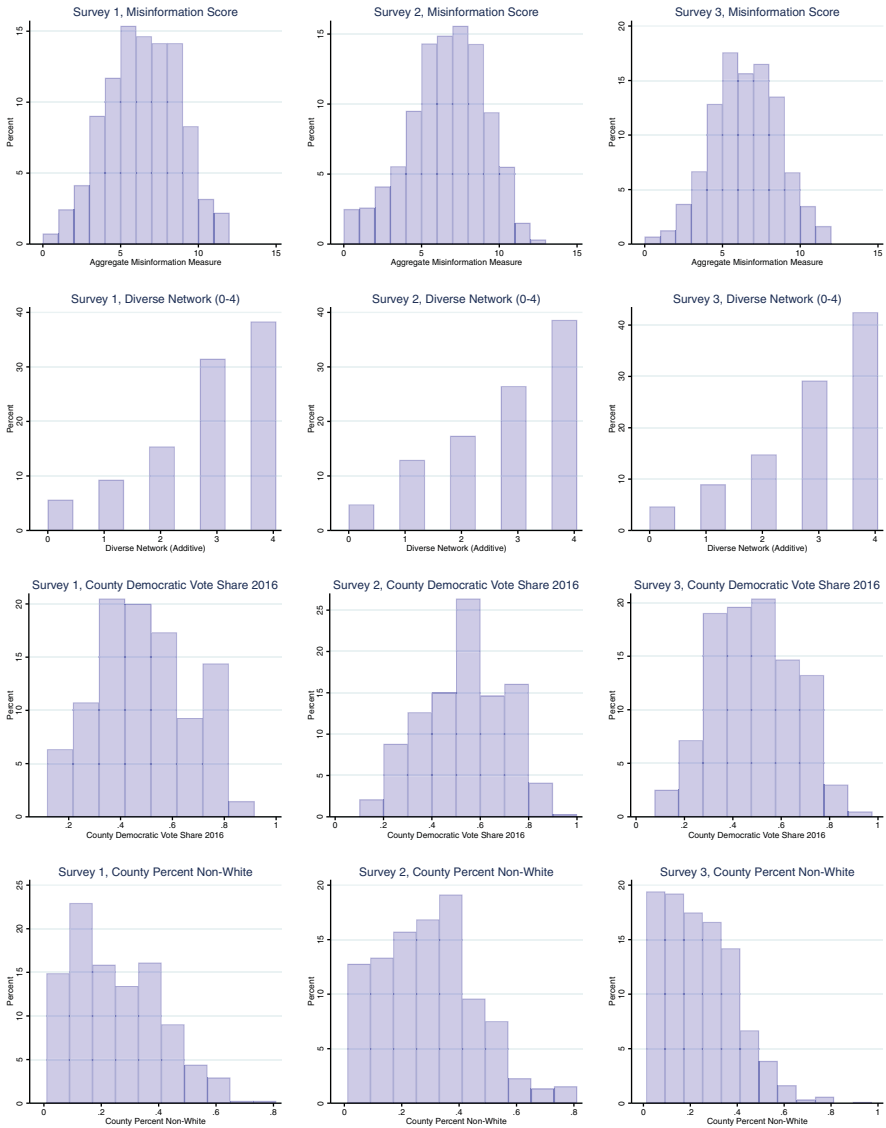 Survey 1, Misinformation Score
Survey 2, Misinformation Score
Survey 3, Misinformation Score
Percent
0 5 10 15
0 5 10 15
Aggregate Misinformation Measure
Percent
0 5 10 15
0 5 10 15
Aggregate Misinformation Measure
Percent
0 5 10 15 20
0 5 10 15
Aggregate Misinformation Measure
Survey 1, Diverse Network (0-4)
Survey 2, Diverse Network (0-4)
Survey 3, Diverse Network (0-4)
Percent
0 10 20 30 40
0 1 2 3 4
Diverse Network (Additive)
Percent
0 10 20 30 40
0 1 2 3 4
Diverse Network (Additive)
Percent
0 10 20 30 40
0 1 2 3 4
Diverse Network (Additive)
Survey 1, County Democratic Vote Share 2016
Survey 2, County Democratic Vote Share 2016
Survey 3, County Democratic Vote Share 2016
Percent
0 5 10 15 20
.2 .4 .6 .8 1
County Democratic Vote Share 2016
Percent
0 5 10 15 20 25
0 .2 .4 .6 .8 1
County Democratic Vote Share 2016
Percent
0 5 10 15 20
0 .2 .4 .6 .8 1
County Democratic Vote Share 2016
Survey 1, County Percent Non-White
Survey 2, County Percent Non-White
Survey 3, County Percent Non-White
Percent
0 5 10 15 20 25
0 .2 .4 .6 .8
County Percent Non-White
Percent
0 5 10 15 20
0 .2 .4 .6 .8
County Percent Non-White
Percent
0 5 10 15 20
0 .2 .4 .6 .8 1
County Percent Non-White